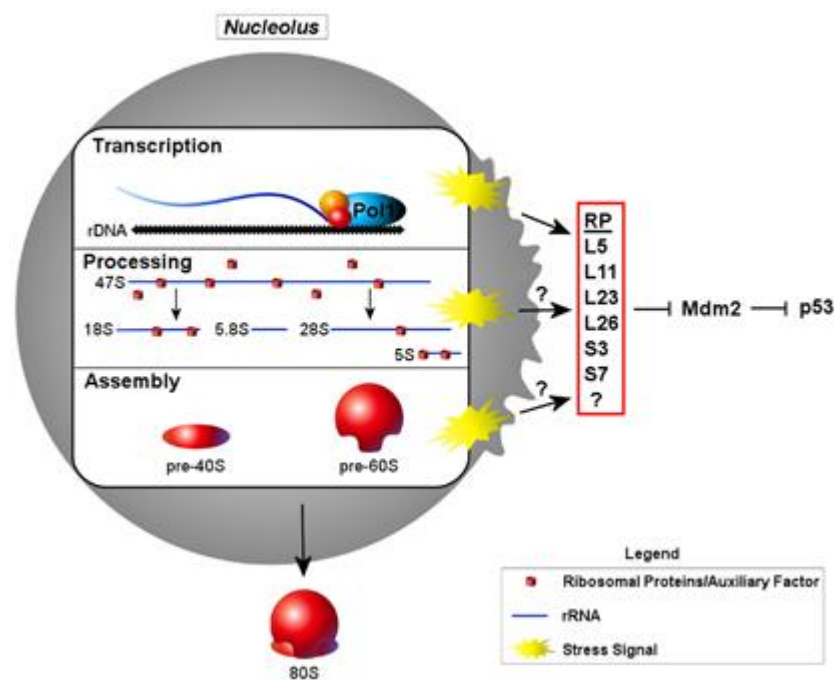 Nucleolus
Transcription
Pol1
rDNA
Processing
47S
18S
5.8S
28S
5S
Assembly
pre-40S
pre-60S
80S
?
?
RP
L5
L11
L23
L26
S3
S7
?
Mdm2
p53
Legend
Ribosomal Proteins/Auxiliary Factor
rRNA
Stress Signal